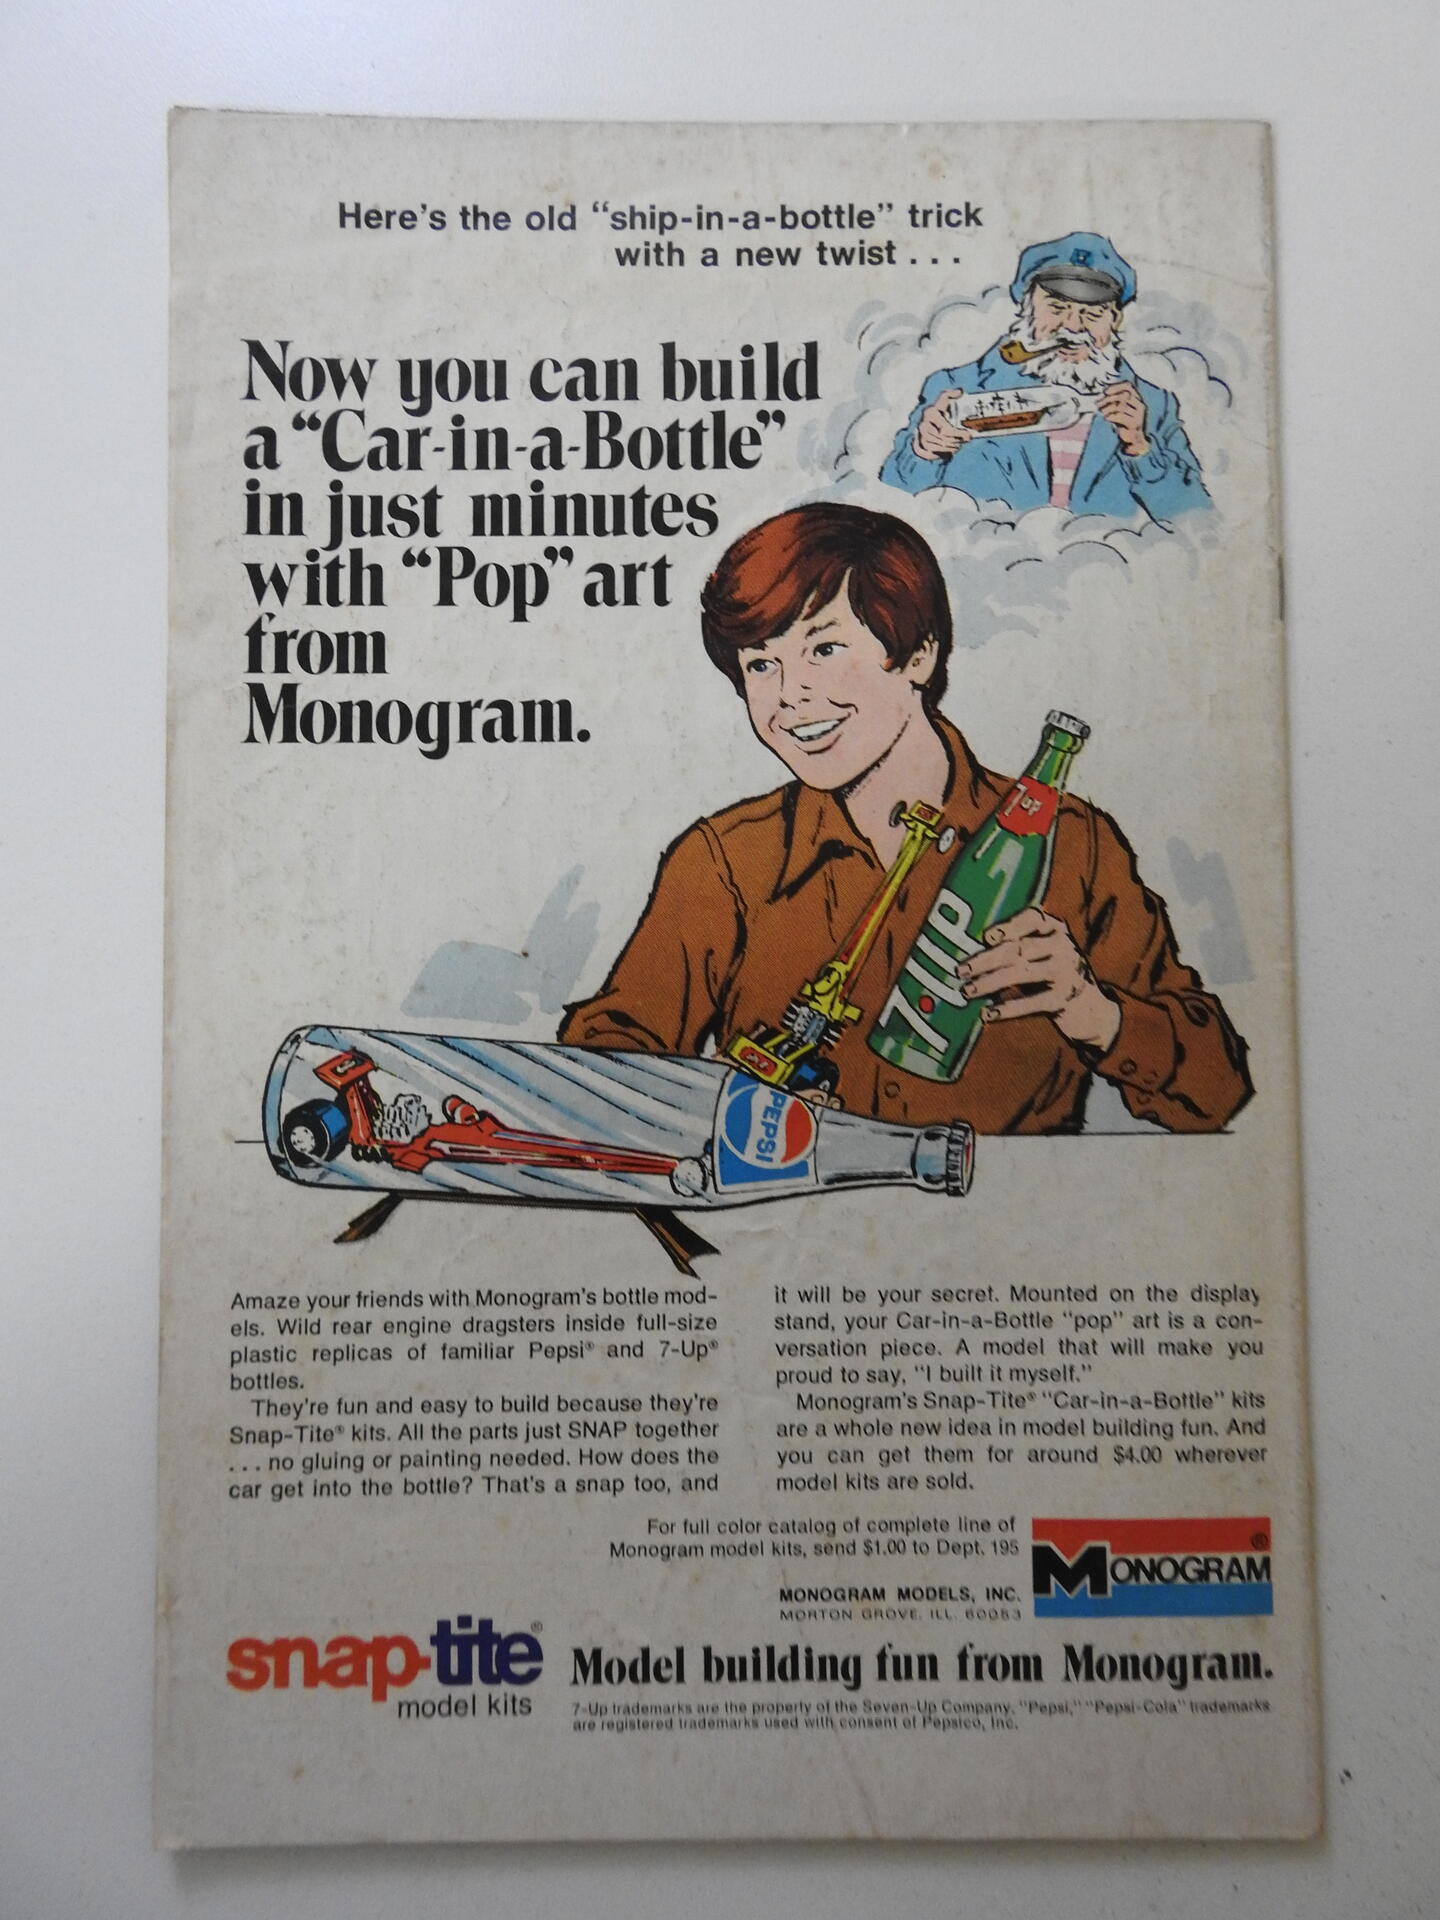 Here's the old “ship-in-a-bottle” trick
with a new twist . . .
Now you can build
a “Car-in-a-Bottle”
in just minutes
with “Pop” art
from
Monogram.
7up
7·UP
PEPSI
Amaze your friends with Monogram's bottle mod-
els. Wild rear engine dragsters inside full-size
plastic replicas of familiar Pepsi® and 7-Up®
bottles.
They're fun and easy to build because they're
Snap-Tite® kits. All the parts just SNAP together
. . . no gluing or painting needed. How does the
car get into the bottle? That's a snap too, and
it will be your secret. Mounted on the display
stand, your Car-in-a-Bottle “pop” art is a con-
versation piece. A model that will make you
proud to say, “I built it myself.”
Monogram's Snap-Tite® “Car-in-a-Bottle” kits
are a whole new idea in model building fun. And
you can get them for around $4.00 wherever
model kits are sold.
For full color catalog of complete line of
Monogram model kits, send $1.00 to Dept. 195
MONOGRAM MODELS, INC.
MORTON GROVE, ILL. 60053
MONOGRAM®
snap-tite®
model kits
Model building fun from Monogram.
7-Up trademarks are the property of the Seven-Up Company. “Pepsi,” “Pepsi-Cola” trademarks
are registered trademarks used with consent of Pepsico, Inc.